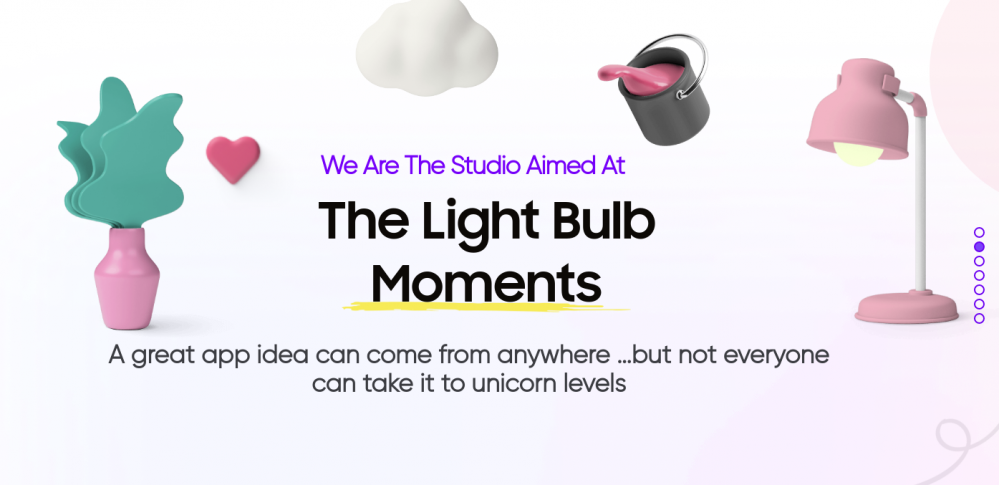 We Are The Studio Aimed At
The Light Bulb
Moments
A great app idea can come from anywhere ...but not everyone
can take it to unicorn levels